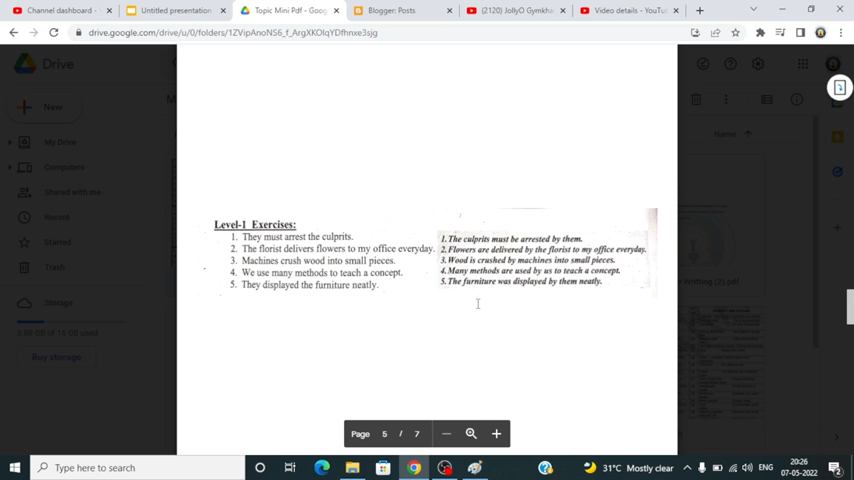 Channel dashboard - Y
Untitled presentation
Topic Mini Pdf - Goog
Blogger: Posts
(2120) JollyO Gymkha
Video details - YouTu
drive.google.com/drive/u/0/folders/1ZVipAnoNS6_f_ArgXKOlqYDfhnxe3sjg
Drive
New
My Drive
Computers
Shared with me
Recent
Starred
Trash
Storage
Buy storage
Name
Writting (7).pdf
Level-1 Exercises:
1. They must arrest the culprits.
2. The florist delivers flowers to my office everyday.
3. Machines crush wood into small pieces.
4. We use many methods to teach a concept.
5. They displayed the furniture neatly.
1. The culprits must be arrested by them.
2. Flowers are delivered by the florist to my office everyday.
3. Wood is crushed by machines into small pieces.
4. Many methods are used by us to teach a concept.
5. The furniture was displayed by them neatly.
Page 5 / 7
Type here to search
31°C Mostly clear
ENG
20:26
07-05-2022
2